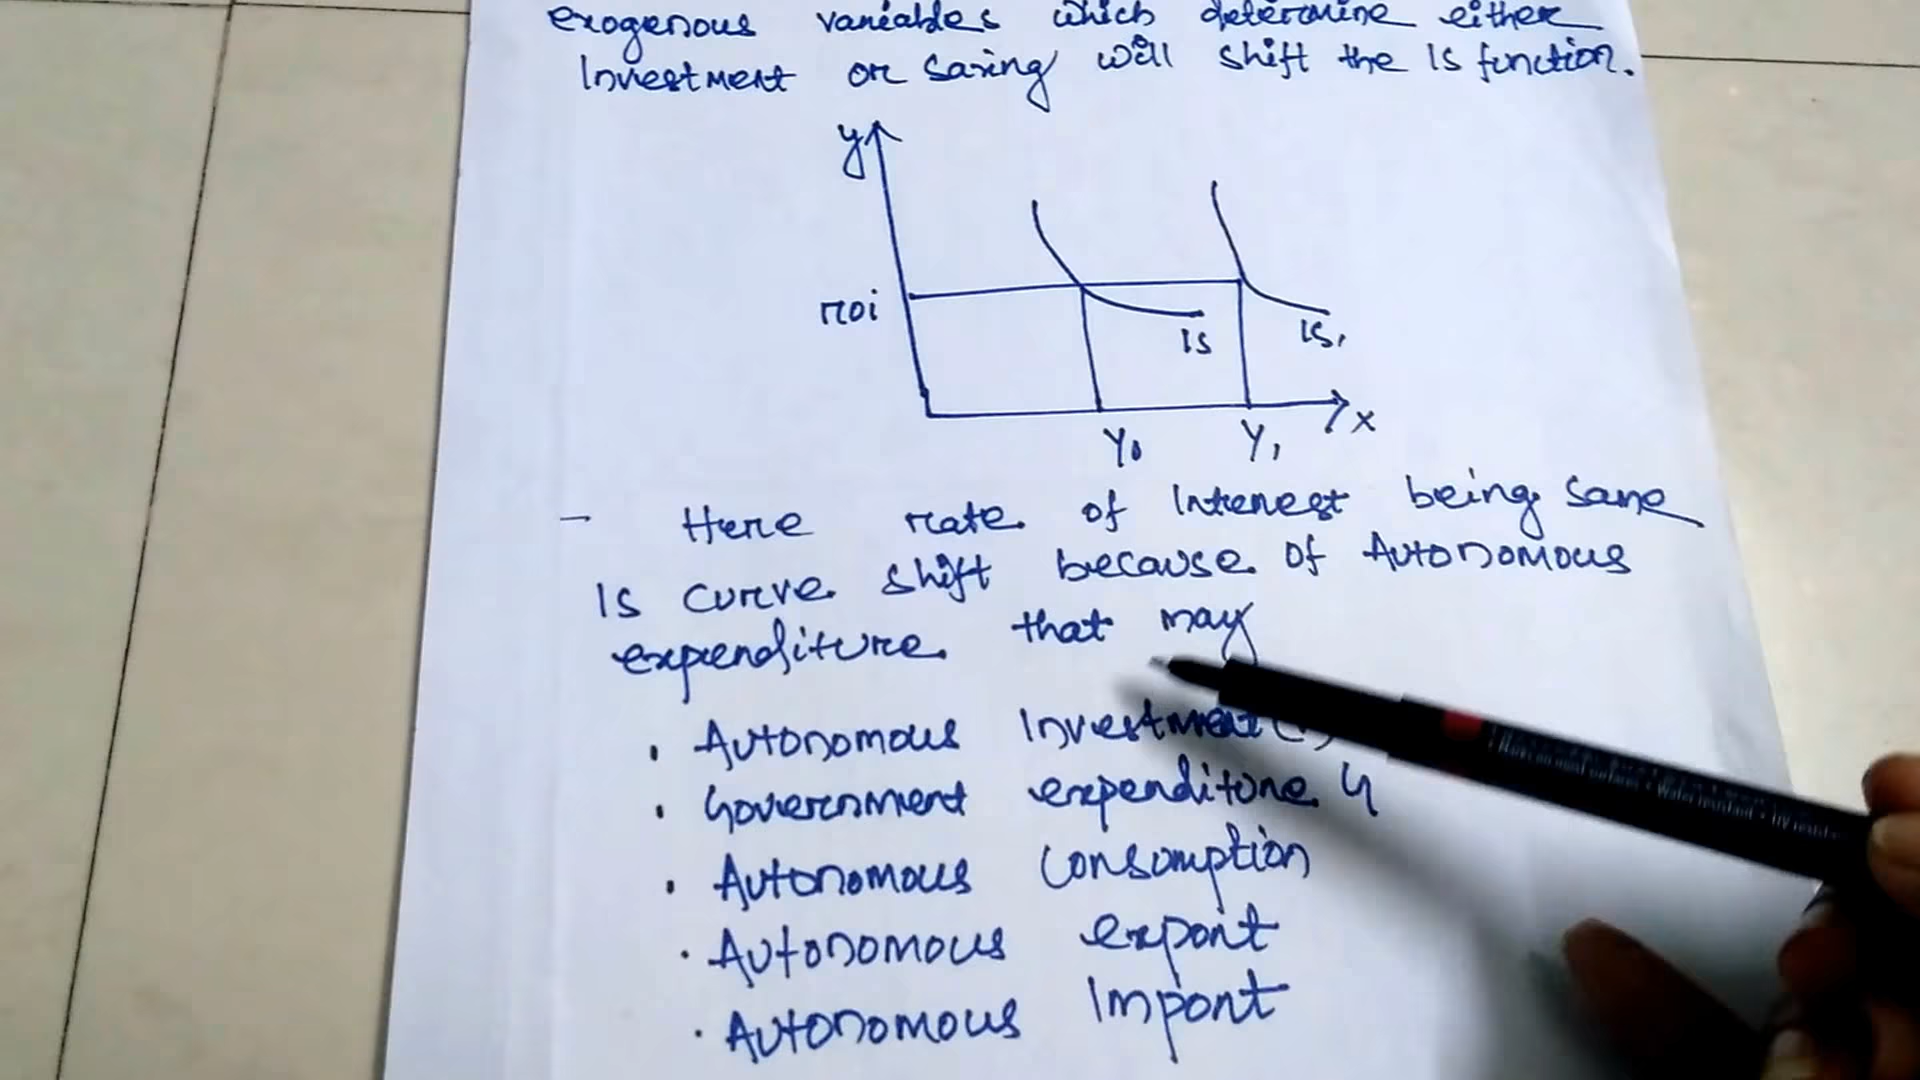 exogenous variables which determine either
Investment or Saving will shift the IS function.
y
roi
IS
IS1
x
Y0
Y1
- Here rate of Interest being same
IS curve shift because of Autonomous
expenditure that may
• Autonomous Investment
• Government expenditure G
• Autonomous Consumption
• Autonomous export
• Autonomous Import